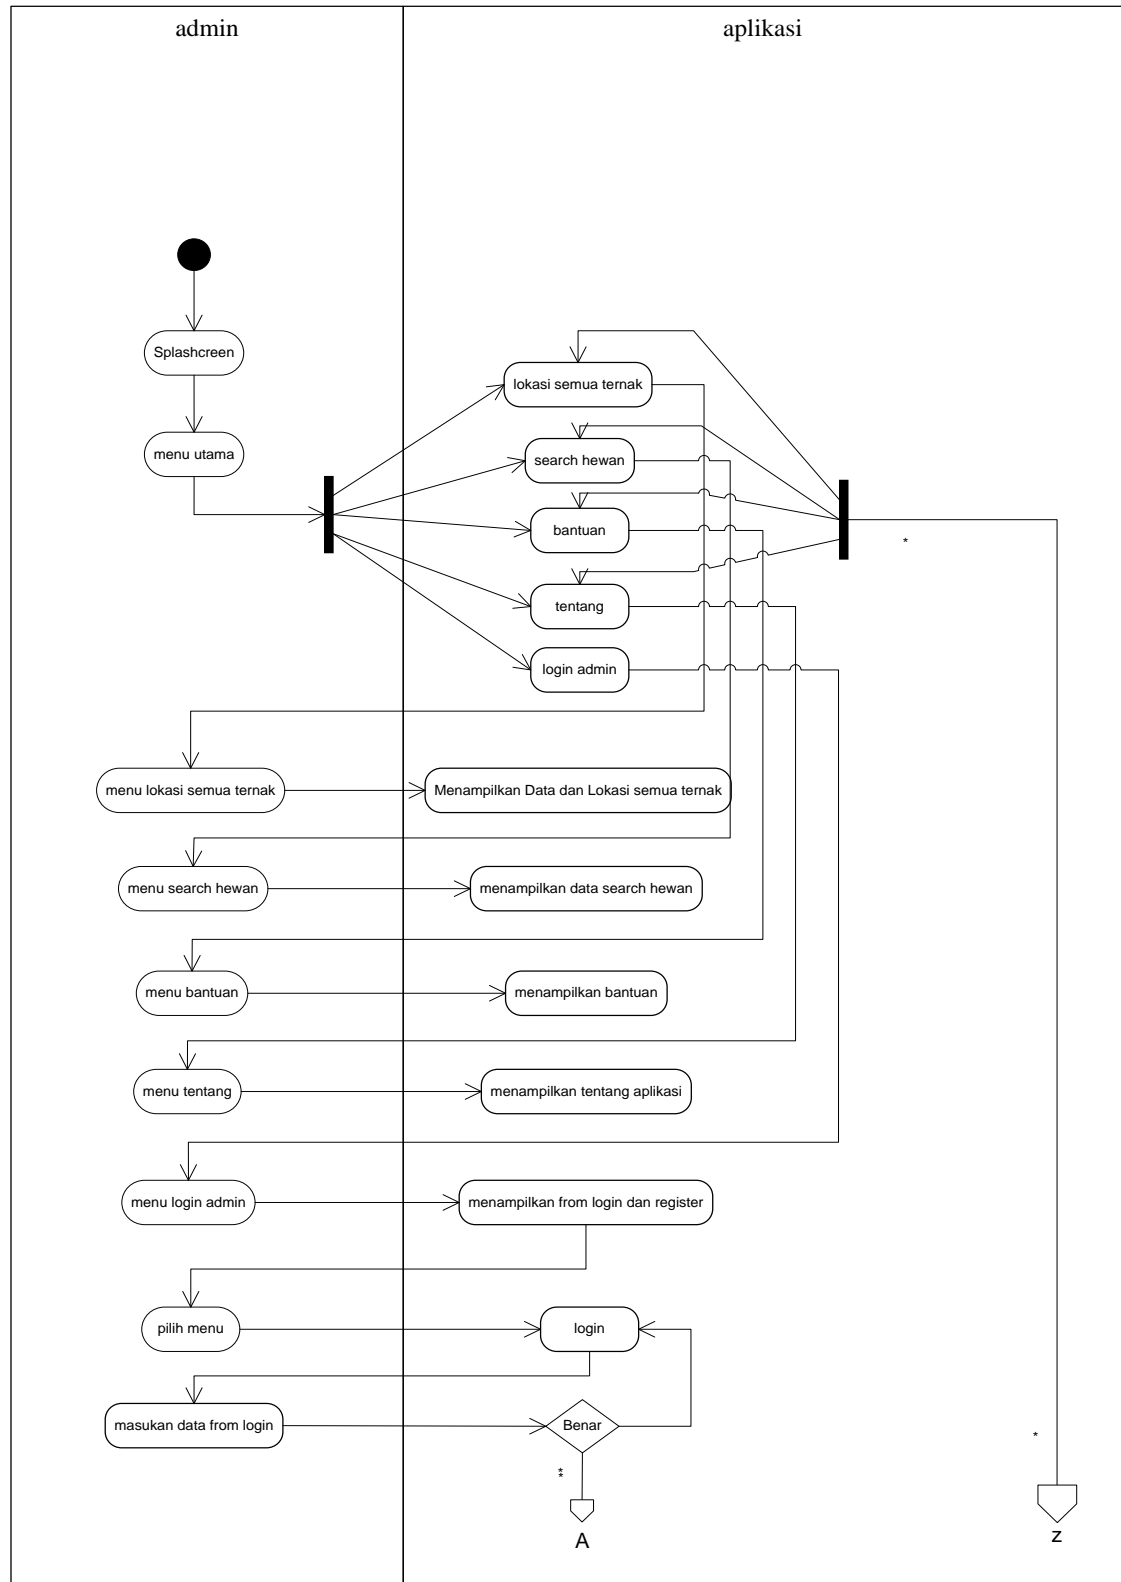 admin
aplikasi
Splashcreen
lokasi semua ternak
menu utama
search hewan
bantuan
*
tentang
login admin
menu lokasi semua ternak
Menampilkan Data dan Lokasi semua ternak
menu search hewan
menampilkan data search hewan
menu bantuan
menampilkan bantuan
menu tentang
menampilkan tentang aplikasi
menu login admin
menampilkan from login dan register
pilih menu
login
masukan data from login
Benar
*
*
*
A
z